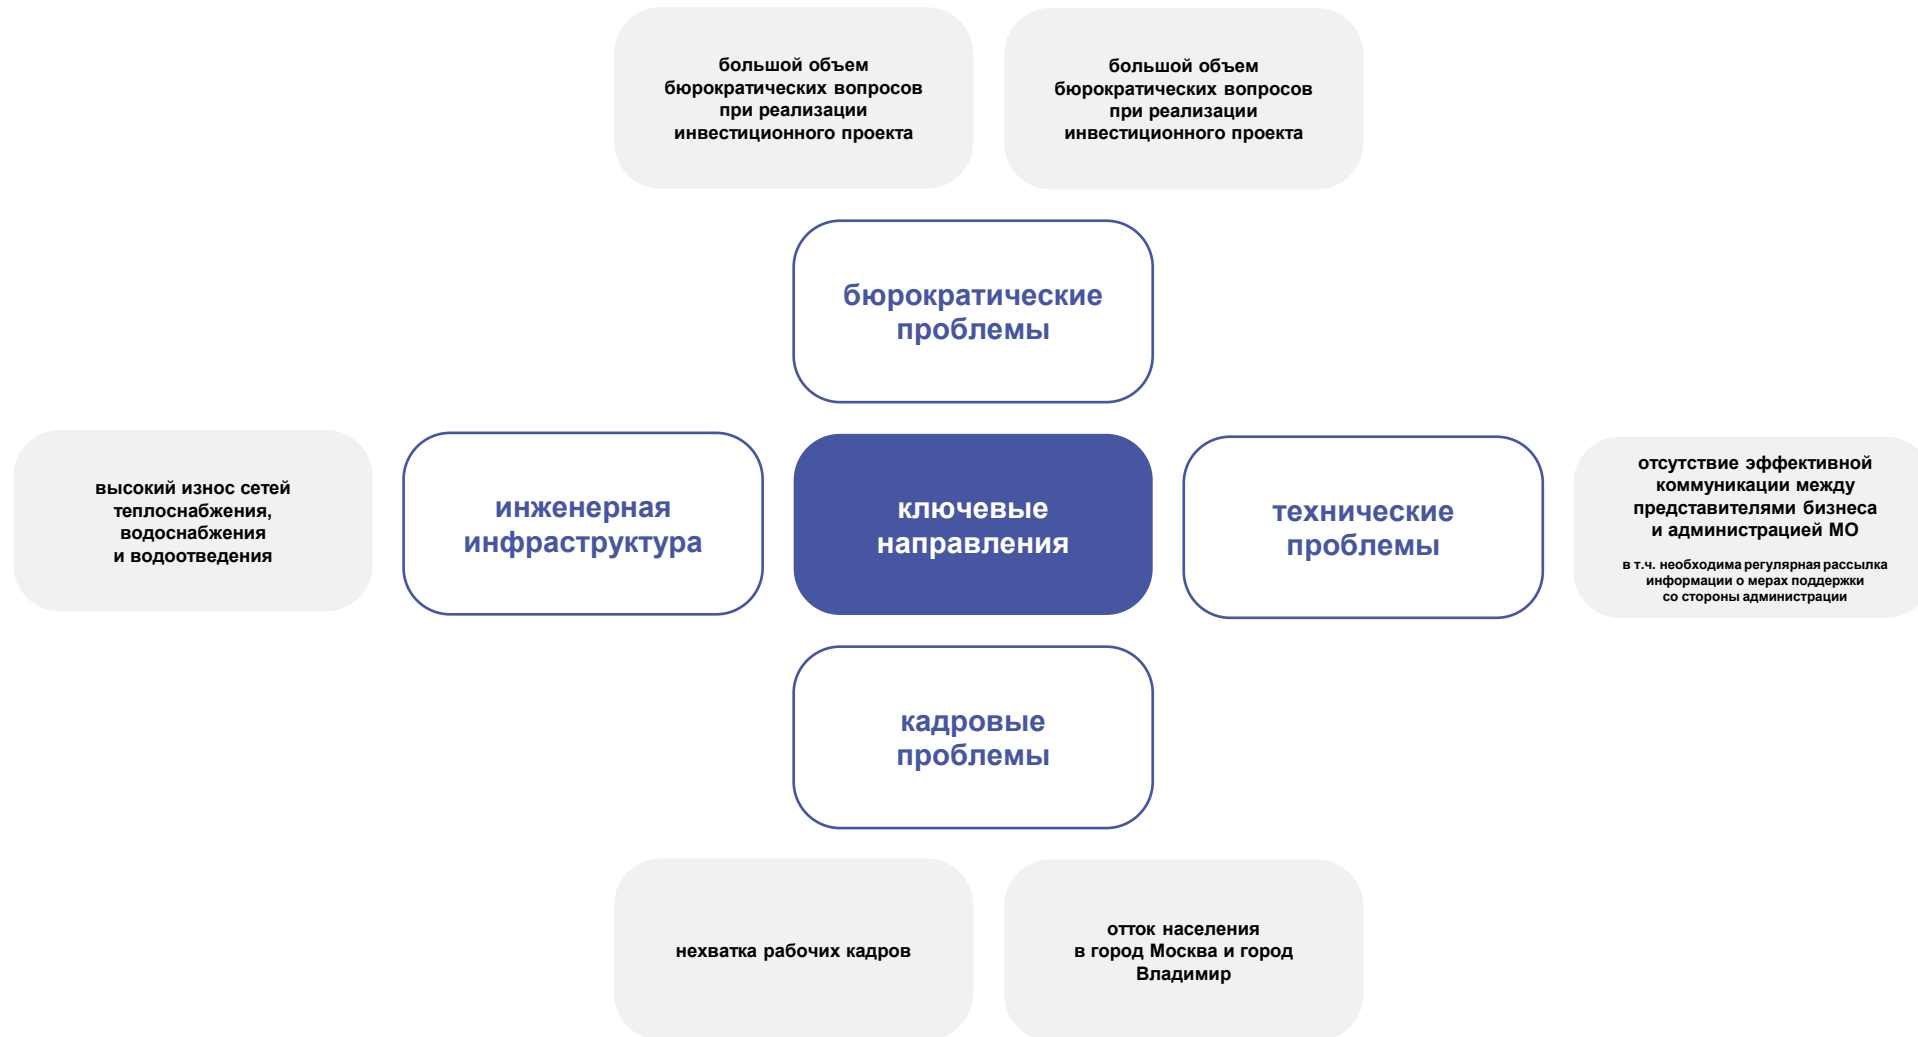 большой объем
бюрократических вопросов
при реализации
инвестиционного проекта
большой объем
бюрократических вопросов
при реализации
инвестиционного проекта
бюрократические
проблемы
высокий износ сетей
теплоснабжения,
водоснабжения
и водоотведения
инженерная
инфраструктура
ключевые
направления
технические
проблемы
отсутствие эффективной
коммуникации между
представителями бизнеса
и администрацией МО
в т.ч. необходима регулярная рассылка
информации о мерах поддержки
со стороны администрации
кадровые
проблемы
нехватка рабочих кадров
отток населения
в город Москва и город
Владимир